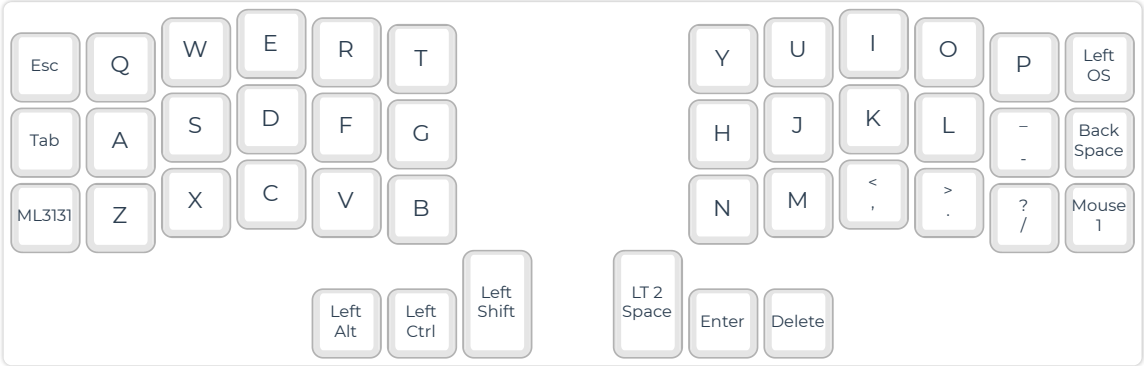 Esc Q W E R T Y U I O P Left OS
Tab A S D F G H J K L _ - Back Space
ML3131 Z X C V B N M < , > . ? / Mouse 1
Left Alt Left Ctrl Left Shift LT 2 Space Enter Delete